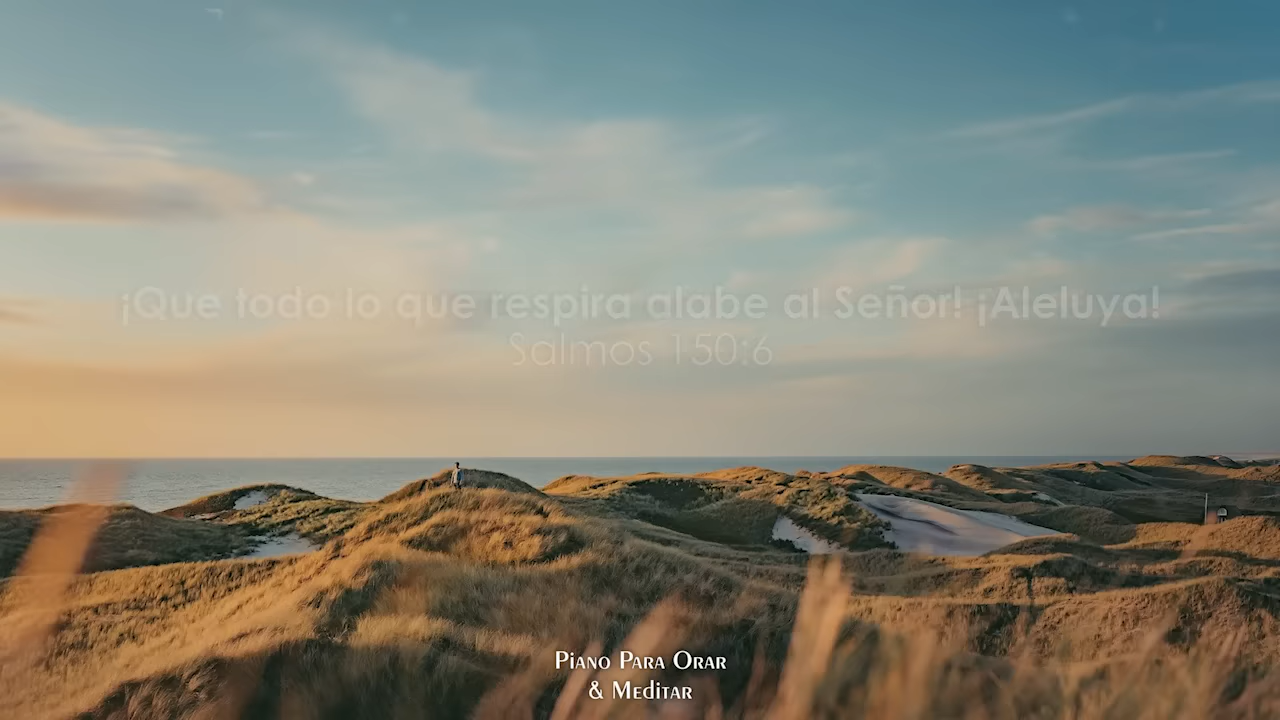 ¡Que todo lo que respira alabe al Señor! ¡Aleluya!
Salmos 150:6
Piano Para Orar
& Meditar